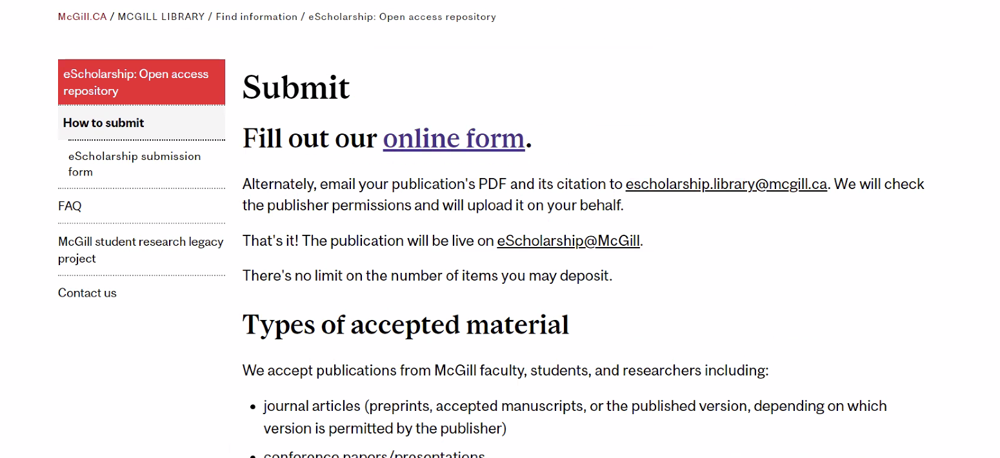 McGill.CA / MCGILL LIBRARY / Find information / eScholarship: Open access repository
eScholarship: Open access
repository
How to submit
eScholarship submission
form
FAQ
McGill student research legacy
project
Contact us
Submit
Fill out our online form.
Alternately, email your publication's PDF and its citation to escholarship.library@mcgill.ca. We will check
the publisher permissions and will upload it on your behalf.
That's it! The publication will be live on eScholarship@McGill.
There's no limit on the number of items you may deposit.
Types of accepted material
We accept publications from McGill faculty, students, and researchers including:
• journal articles (preprints, accepted manuscripts, or the published version, depending on which
version is permitted by the publisher)
• conference papers/presentations